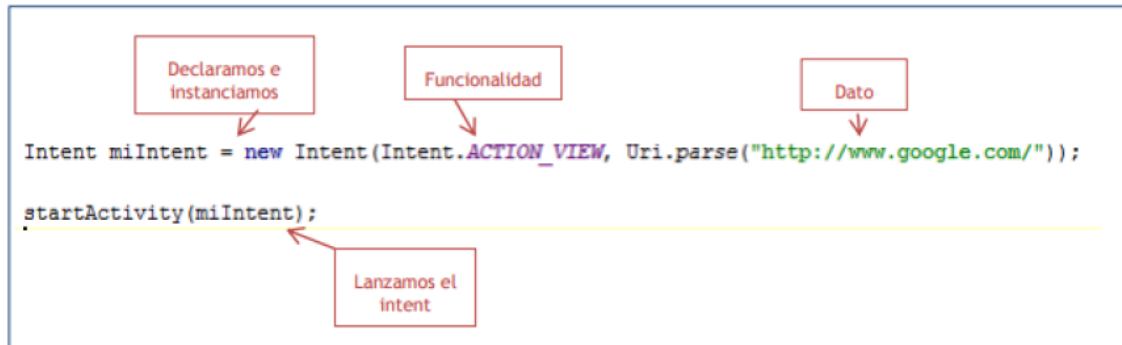 Declaramos e
instanciamos
Funcionalidad
Dato
Intent miIntent = new Intent(Intent.ACTION_VIEW, Uri.parse("http://www.google.com/"));
startActivity(miIntent);
Lanzamos el
intent